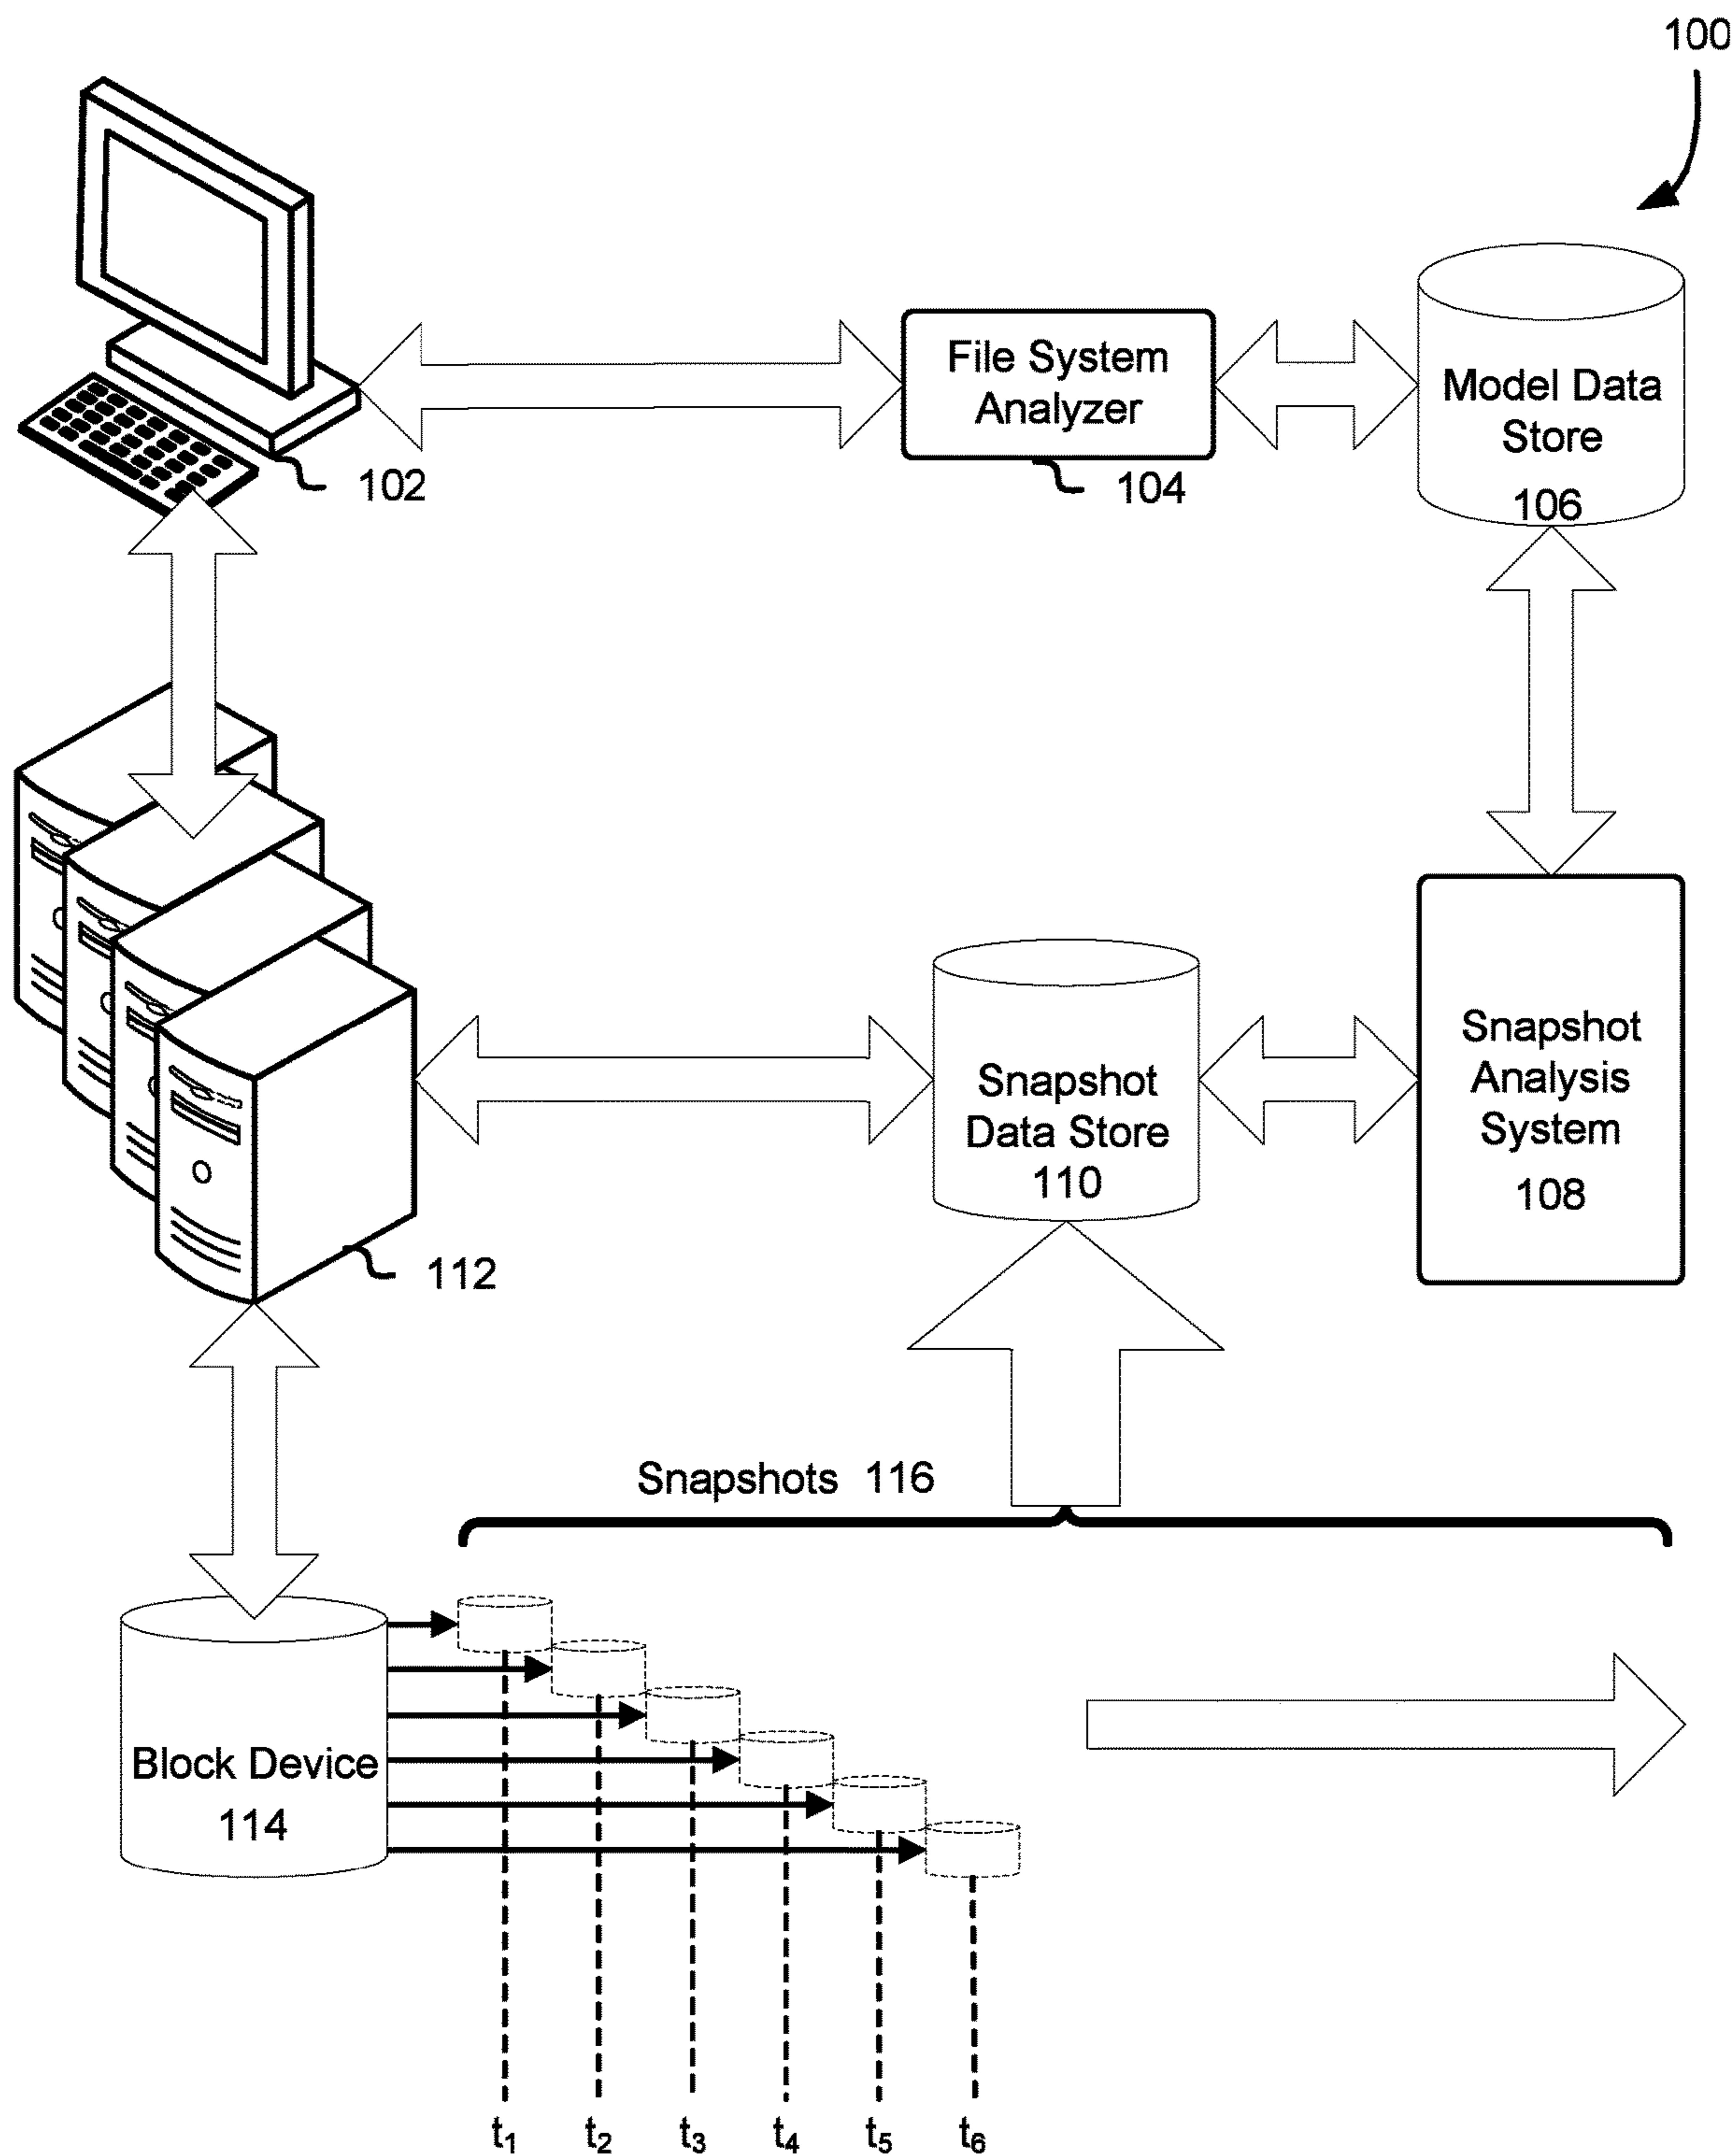 100
File System
Analyzer
104
Model Data
Store
106
102
Snapshot
Data Store
110
Snapshot
Analysis
System
108
112
Snapshots 116
Block Device
114
t1 t2 t3 t4 t5 t6